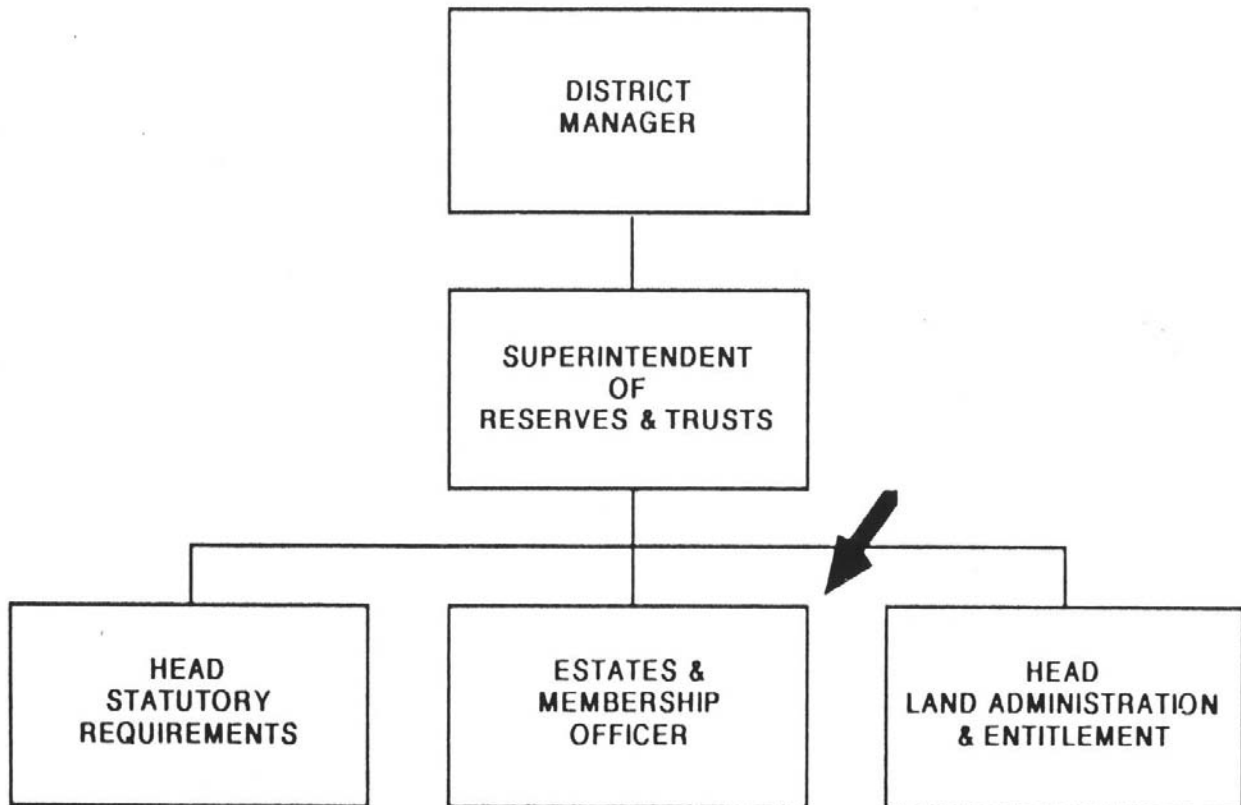 DISTRICT
MANAGER
SUPERINTENDENT
OF
RESERVES & TRUSTS
HEAD
STATUTORY
REQUIREMENTS
ESTATES &
MEMBERSHIP
OFFICER
HEAD
LAND ADMINISTRATION
& ENTITLEMENT